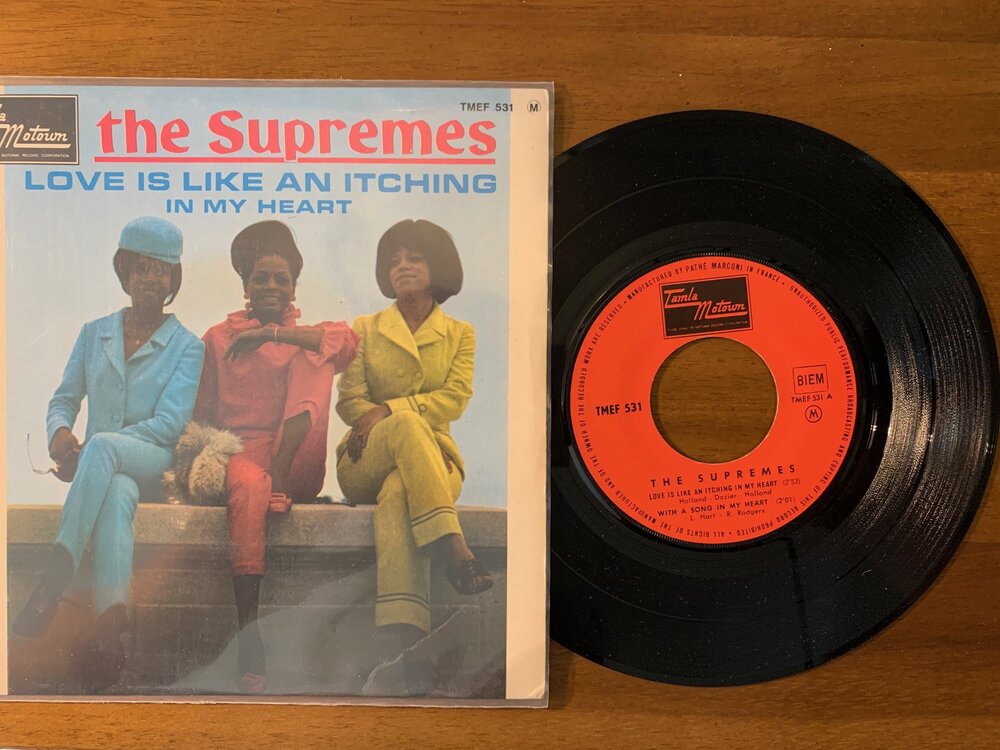 TMEF 531 M
Motown
MOTOWN RECORD CORPORATION
the Supremes
LOVE IS LIKE AN ITCHING
IN MY HEART
• MANUFACTURED BY PATHÉ MARCONI IN FRANCE • UNAUTHORIZED PUBLIC PERFORMANCE BROADCASTING AND COPYING OF THIS RECORD PROHIBITED • ALL RIGHTS OF THE MANUFACTURER AND OF THE OWNER OF THE RECORDED WORK ARE RESERVED
Tamla
Motown
BIEM
TMEF 531
TMEF 531 A
M
THE SUPREMES
LOVE IS LIKE AN ITCHING IN MY HEART (2'53)
Holland - Dozier - Holland
WITH A SONG IN MY HEART (2'01)
L. Hart - R. Rodgers